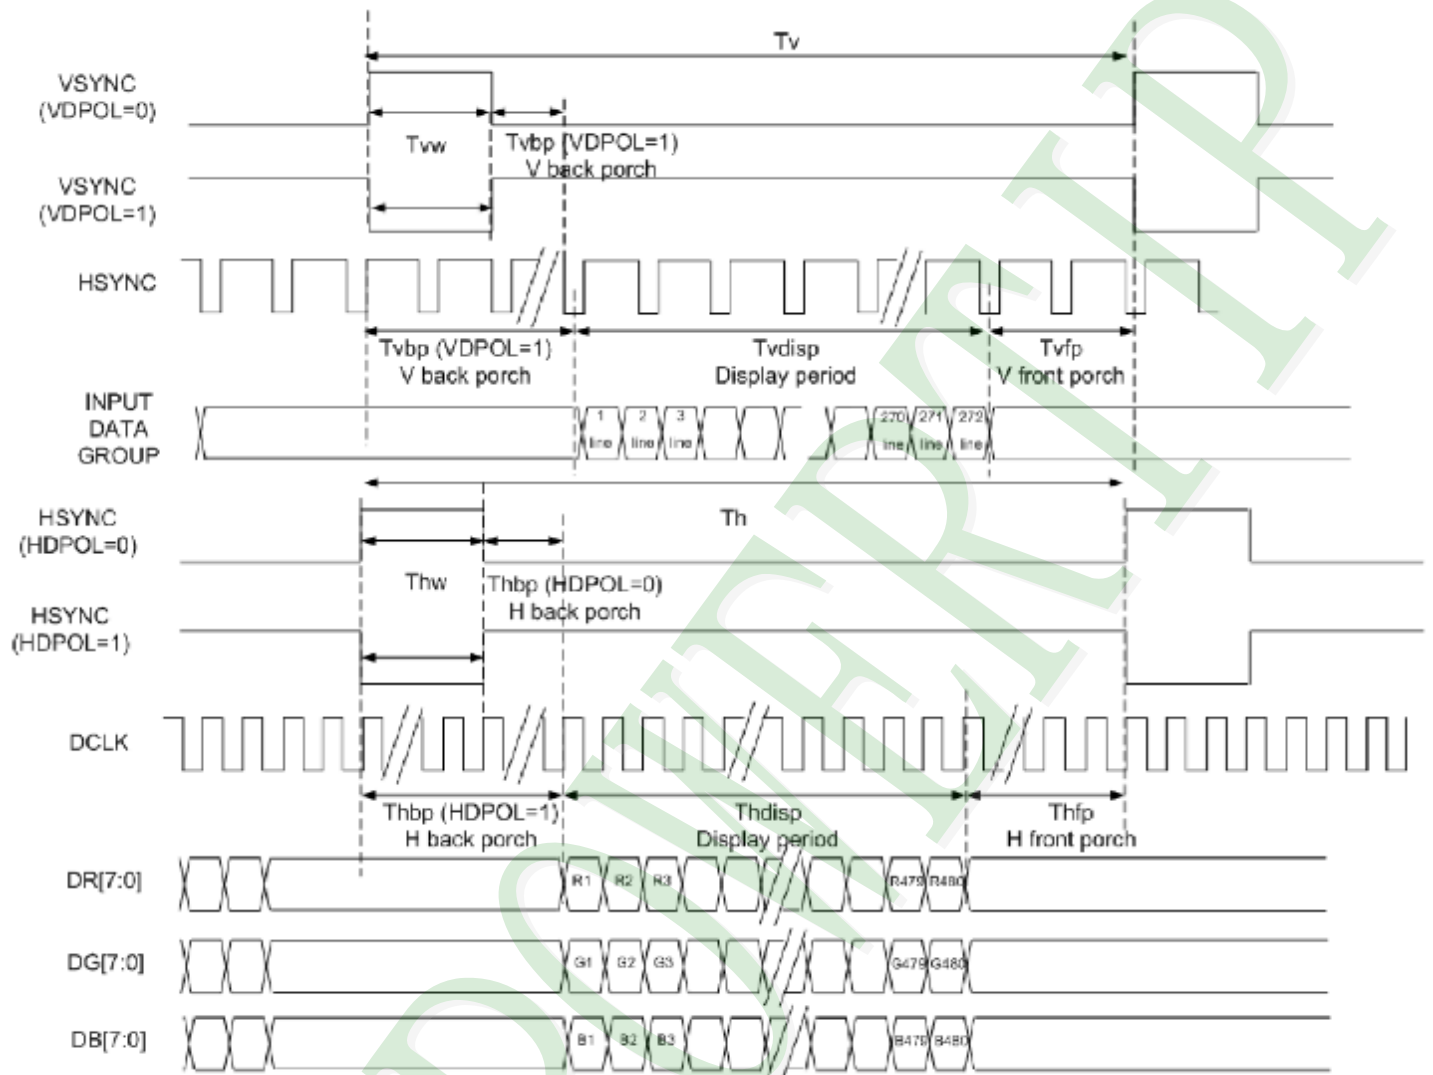 Tv
VSYNC
(VDPOL=0)
Tvw
Tvbp (VDPOL=1)
V back porch
VSYNC
(VDPOL=1)
HSYNC
Tvbp (VDPOL=1)
V back porch
Tvdisp
Display period
Tvfp
V front porch
INPUT
DATA
GROUP
1 line
2 line
3 line
270 line
271 line
272 line
HSYNC
(HDPOL=0)
Th
Thw
Thbp (HDPOL=0)
H back porch
HSYNC
(HDPOL=1)
DCLK
Thbp (HDPOL=1)
H back porch
Thdisp
Display period
Thfp
H front porch
DR[7:0]
R1 R2 R3 R479 R480
DG[7:0]
G1 G2 G3 G479 G480
DB[7:0]
B1 B2 B3 B479 B480
POWERTIP